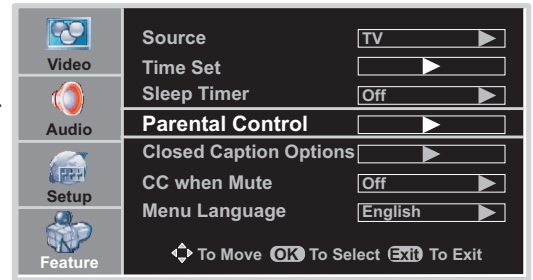 Video
Audio
Setup
Feature
Source TV
Time Set
Sleep Timer Off
Parental Control
Closed Caption Options
CC when Mute Off
Menu Language English
To Move OK To Select Exit To Exit